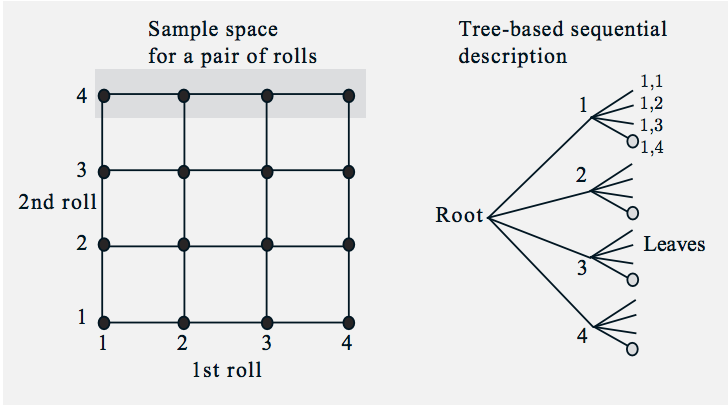 Sample space
for a pair of rolls
4
3
2nd roll
2
1
1 2 3 4
1st roll
Tree-based sequential
description
1
1,1
1,2
1,3
1,4
2
Root
Leaves
3
4